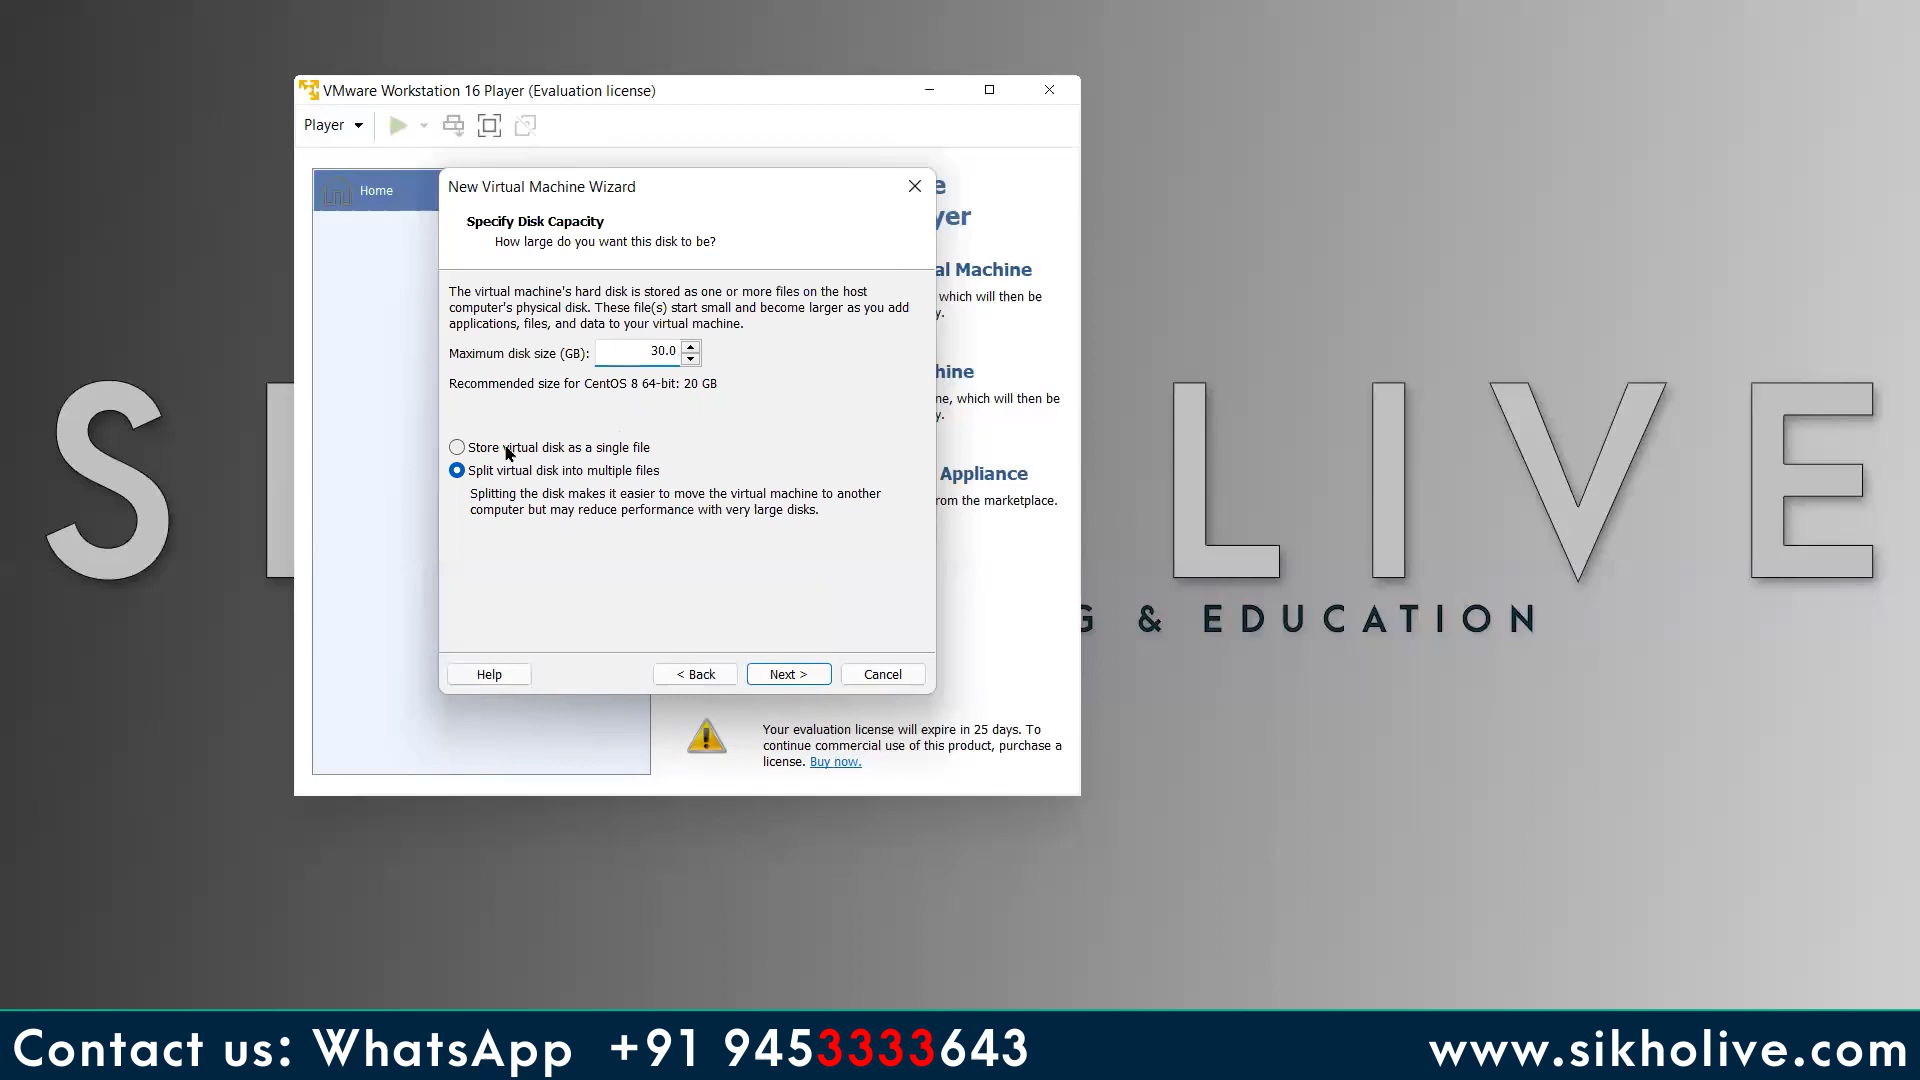 VMware Workstation 16 Player (Evaluation license)
Player
Home
New Virtual Machine Wizard
Specify Disk Capacity
How large do you want this disk to be?
The virtual machine's hard disk is stored as one or more files on the host
computer's physical disk. These file(s) start small and become larger as you add
applications, files, and data to your virtual machine.
Maximum disk size (GB): 30.0
Recommended size for CentOS 8 64-bit: 20 GB
Store virtual disk as a single file
Split virtual disk into multiple files
Splitting the disk makes it easier to move the virtual machine to another
computer but may reduce performance with very large disks.
Help < Back Next > Cancel
e
yer
al Machine
which will then be
y.
hine
ne, which will then be
y.
Appliance
rom the marketplace.
Your evaluation license will expire in 25 days. To
continue commercial use of this product, purchase a
license. Buy now.
S LIVE
G & EDUCATION
Contact us: WhatsApp +91 9453333643
www.sikholive.com